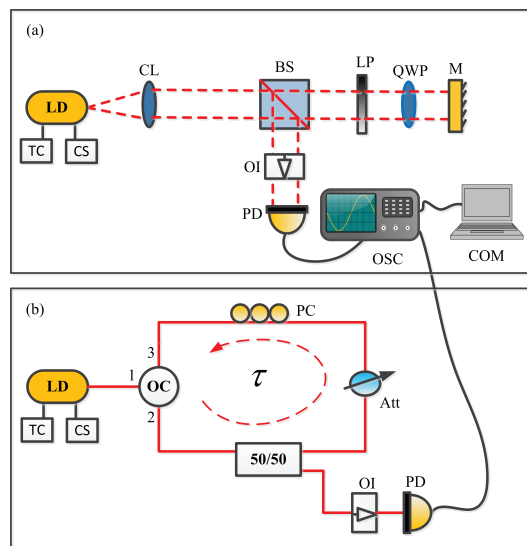 (a)
CL
BS
LP
QWP
M
LD
TC
CS
OI
PD
OSC
COM
(b)
PC
3
LD
1
OC
τ
2
Att
TC
CS
50/50
OI
PD